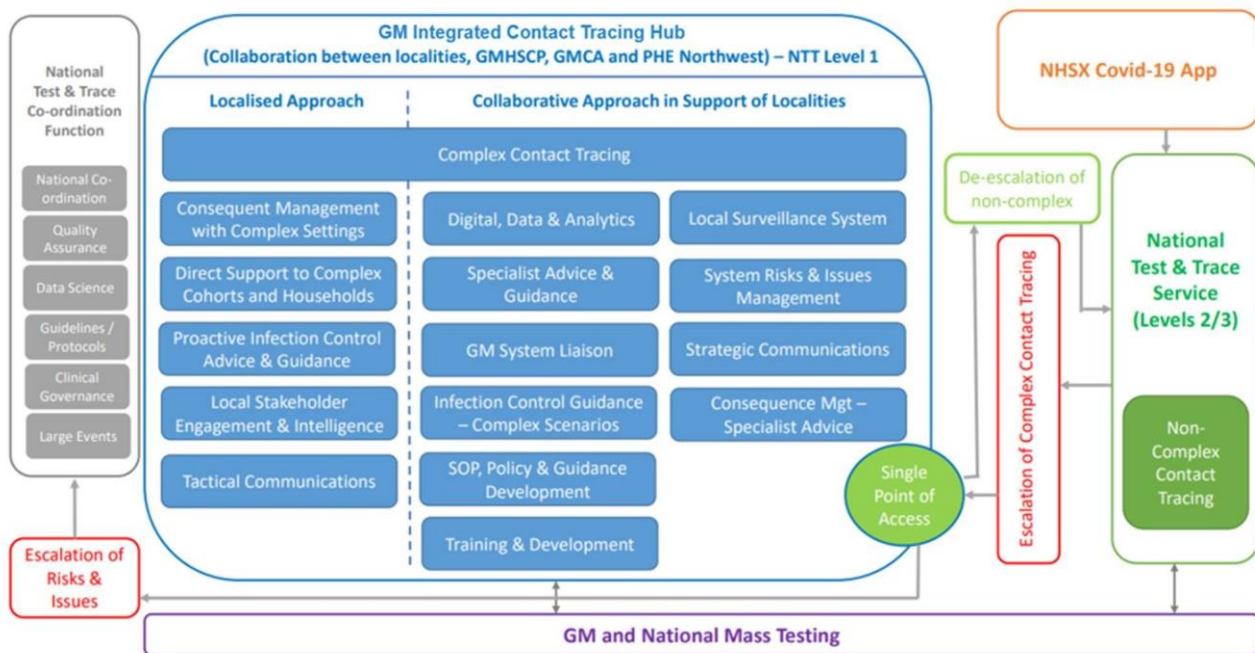 National
Test & Trace
Co-ordination
Function
National Co-
ordination
Quality
Assurance
Data Science
Guidelines /
Protocols
Clinical
Governance
Large Events
Escalation of
Risks &
Issues
GM Integrated Contact Tracing Hub
(Collaboration between localities, GMHSCP, GMCA and PHE Northwest) – NTT Level 1
Localised Approach
Collaborative Approach in Support of Localities
Complex Contact Tracing
Consequent Management
with Complex Settings
Direct Support to Complex
Cohorts and Households
Proactive Infection Control
Advice & Guidance
Local Stakeholder
Engagement & Intelligence
Tactical Communications
Digital, Data & Analytics
Specialist Advice &
Guidance
GM System Liaison
Infection Control Guidance
– Complex Scenarios
SOP, Policy & Guidance
Development
Training & Development
Local Surveillance System
System Risks & Issues
Management
Strategic Communications
Consequence Mgt –
Specialist Advice
Single
Point of
Access
De-escalation of
non-complex
Escalation of Complex Contact Tracing
NHSX Covid-19 App
National
Test & Trace
Service
(Levels 2/3)
Non-
Complex
Contact
Tracing
GM and National Mass Testing